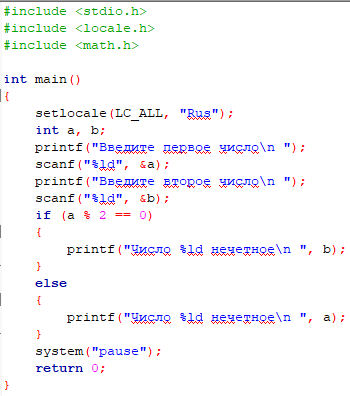 #include <stdio.h>
#include <locale.h>
#include <math.h>
int main()
{
setlocale(LC_ALL, "Rus");
int a, b;
printf("Введите первое число\n ");
scanf("%ld", &a);
printf("Введите второе число\n ");
scanf("%ld", &b);
if (a % 2 == 0)
{
printf("Число %ld нечетное\n ", b);
}
else
{
printf("Число %ld нечетное\n ", a);
}
system("pause");
return 0;
}